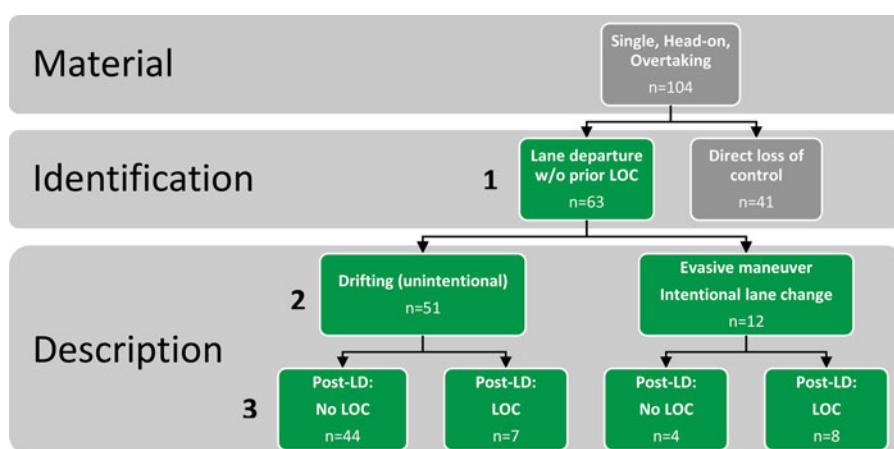 Material
Single, Head-on,
Overtaking
n=104
Identification
1
Lane departure
w/o prior LOC
n=63
Direct loss of
control
n=41
Description
2
Drifting (unintentional)
n=51
Evasive maneuver
Intentional lane change
n=12
3
Post-LD:
No LOC
n=44
Post-LD:
LOC
n=7
Post-LD:
No LOC
n=4
Post-LD:
LOC
n=8